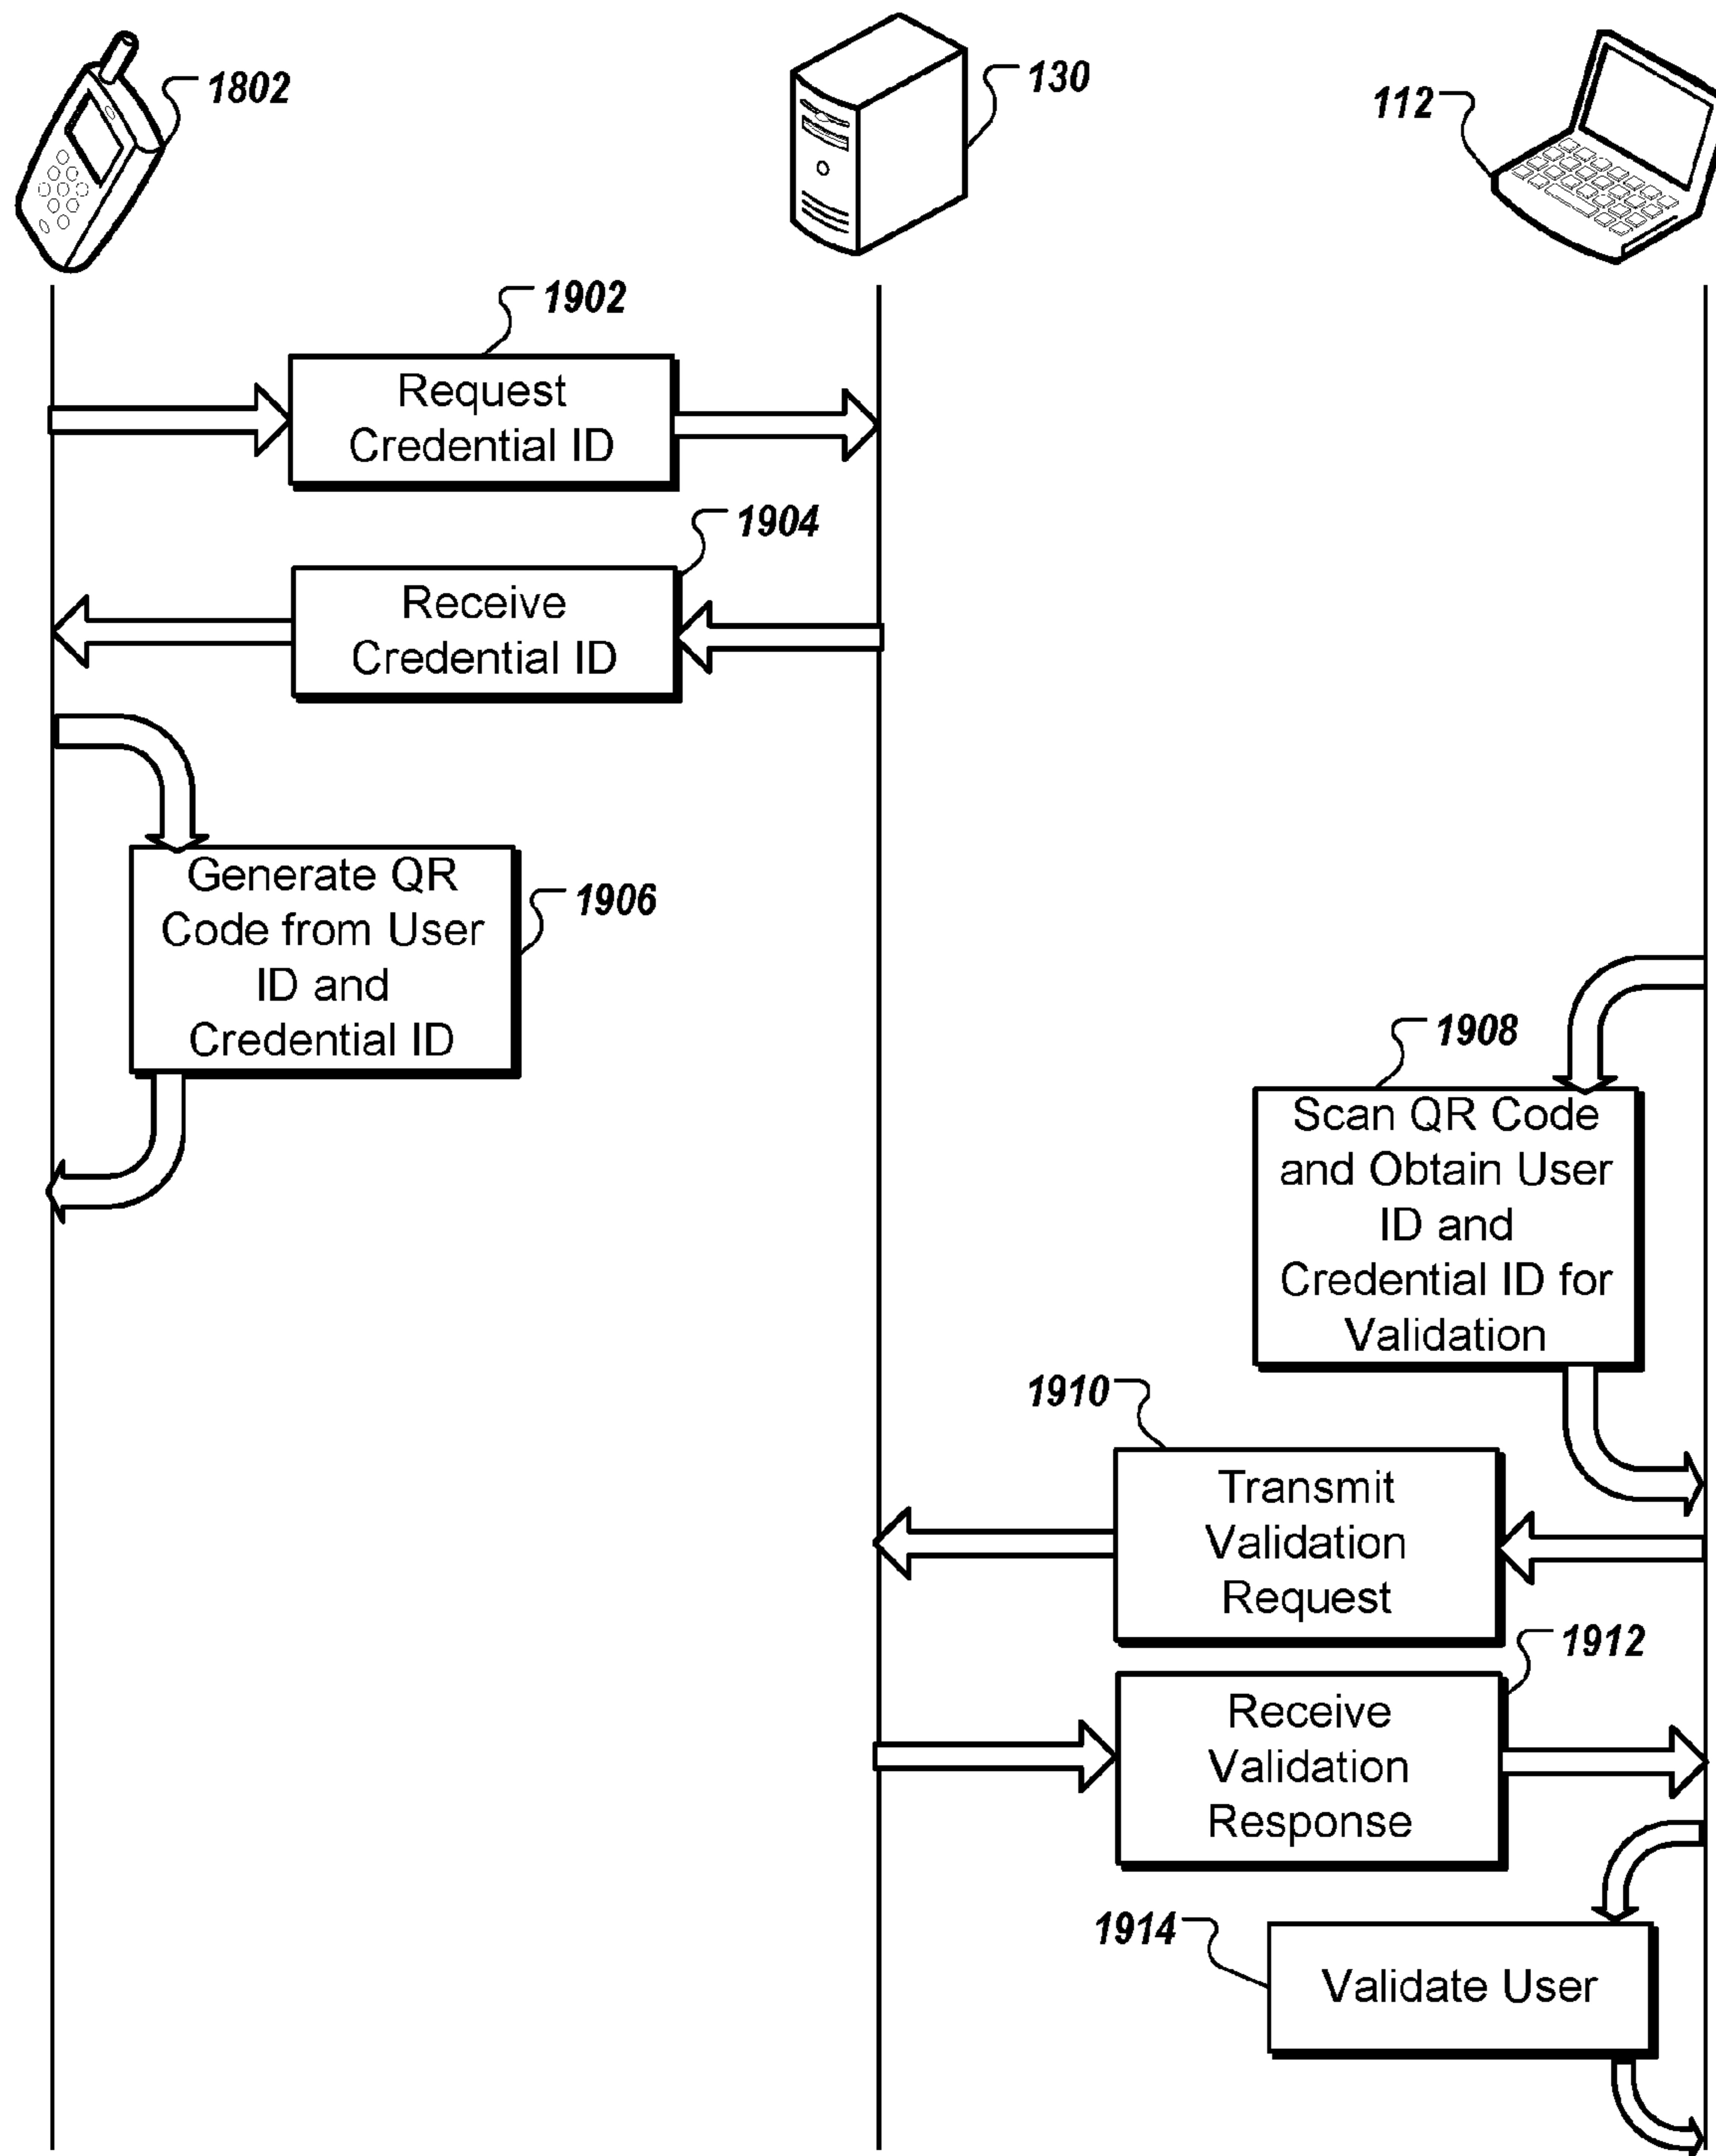 1802
130
112
1902
Request
Credential ID
1904
Receive
Credential ID
Generate QR
Code from User
ID and
Credential ID
1906
1908
Scan QR Code
and Obtain User
ID and
Credential ID for
Validation
1910
Transmit
Validation
Request
1912
Receive
Validation
Response
1914
Validate User